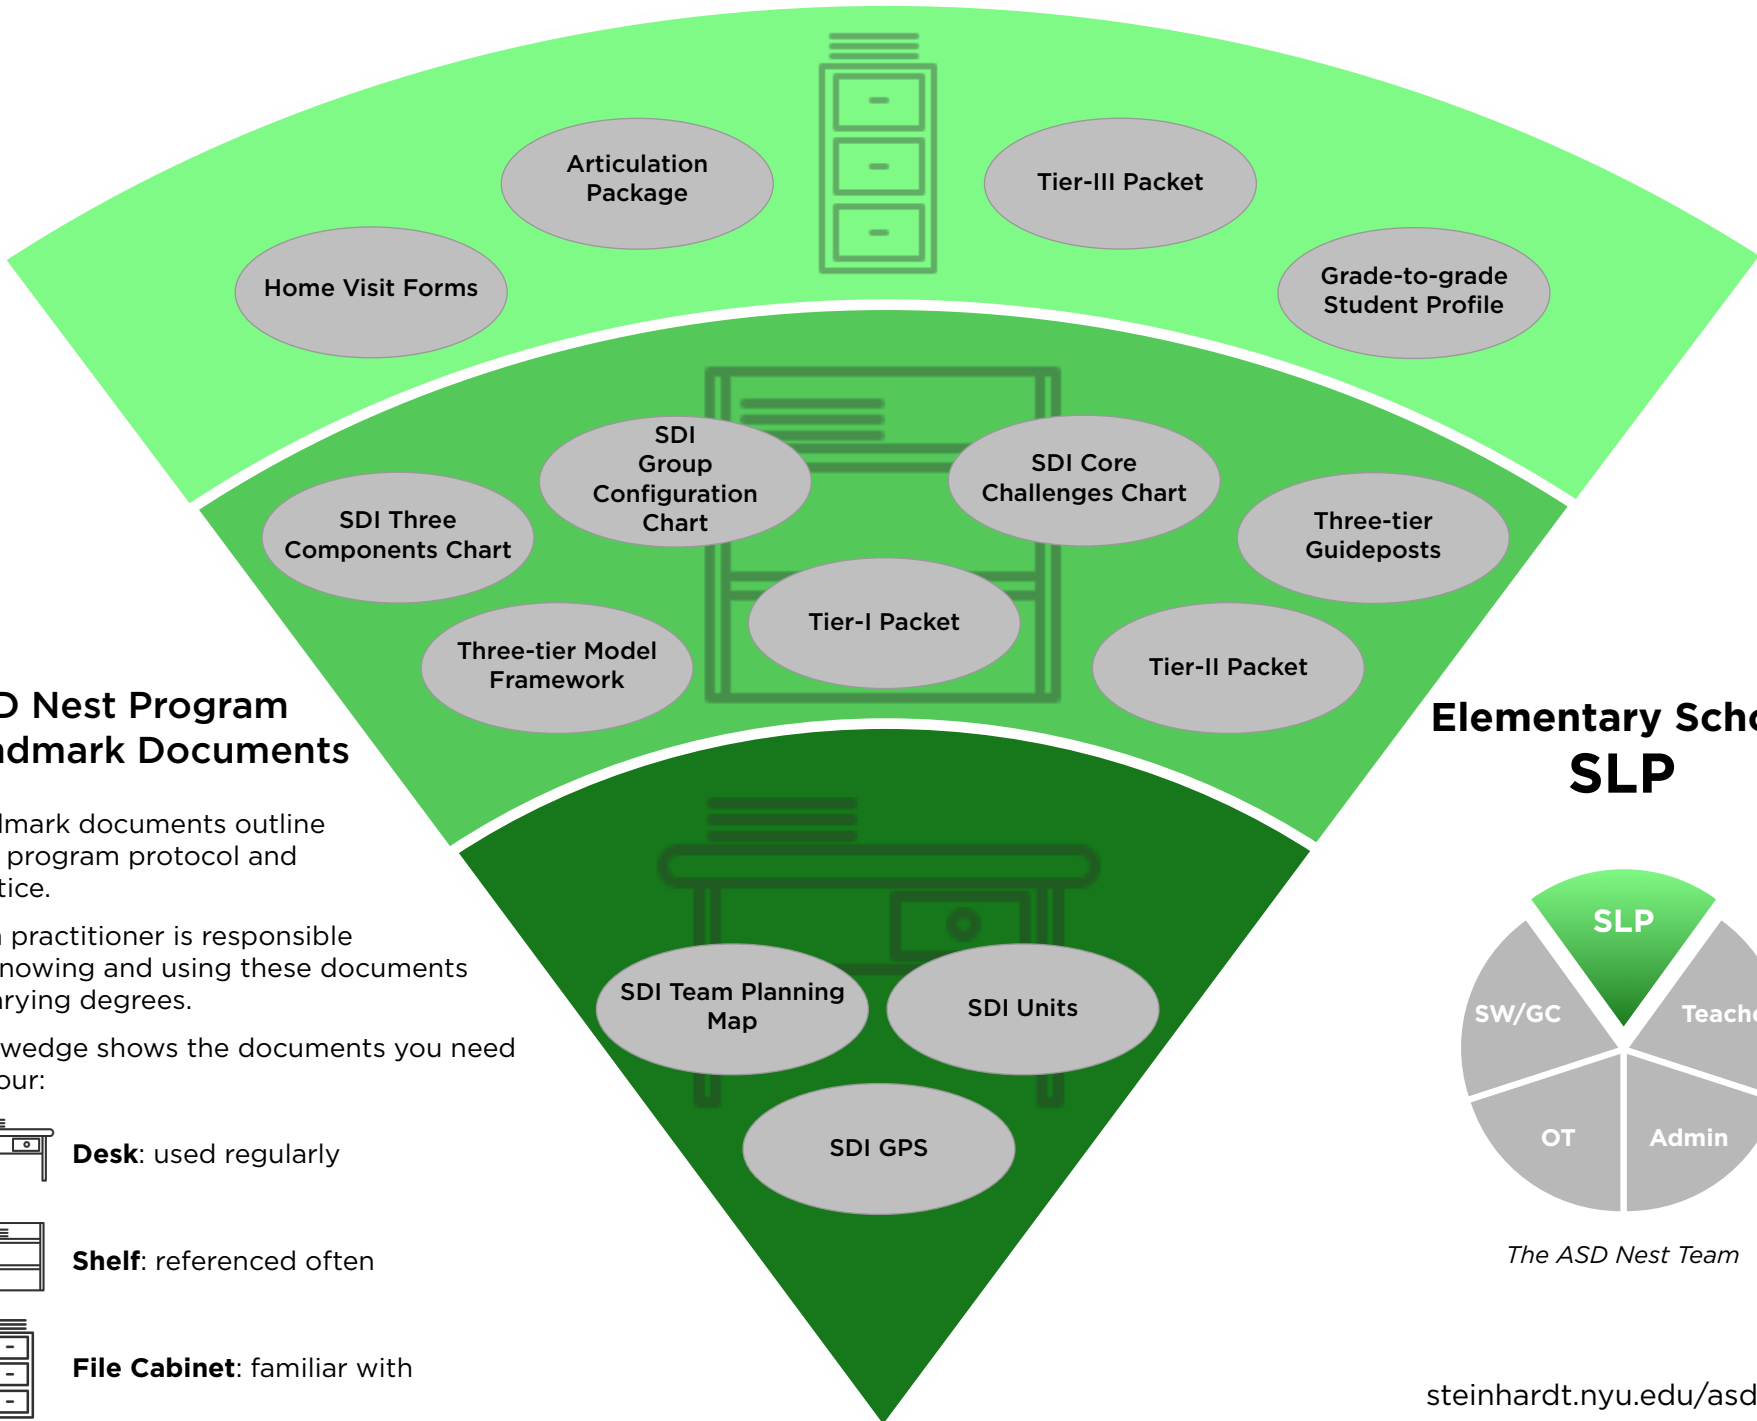 Articulation
Package
Tier-III Packet
Home Visit Forms
Grade-to-grade
Student Profile
SDI
Group
Configuration
Chart
SDI Core
Challenges Chart
SDI Three
Components Chart
Three-tier
Guideposts
Tier-I Packet
Three-tier Model
Framework
Tier-II Packet
D Nest Program
dmark Documents
mark documents outline
program protocol and
tice.
practitioner is responsible
nowing and using these documents
arying degrees.
wedge shows the documents you need
our:
Desk: used regularly
Shelf: referenced often
File Cabinet: familiar with
SDI Team Planning
Map
SDI Units
SDI GPS
Elementary Scho
SLP
SLP
SW/GC
Teache
OT
Admin
The ASD Nest Team
steinhardt.nyu.edu/asd